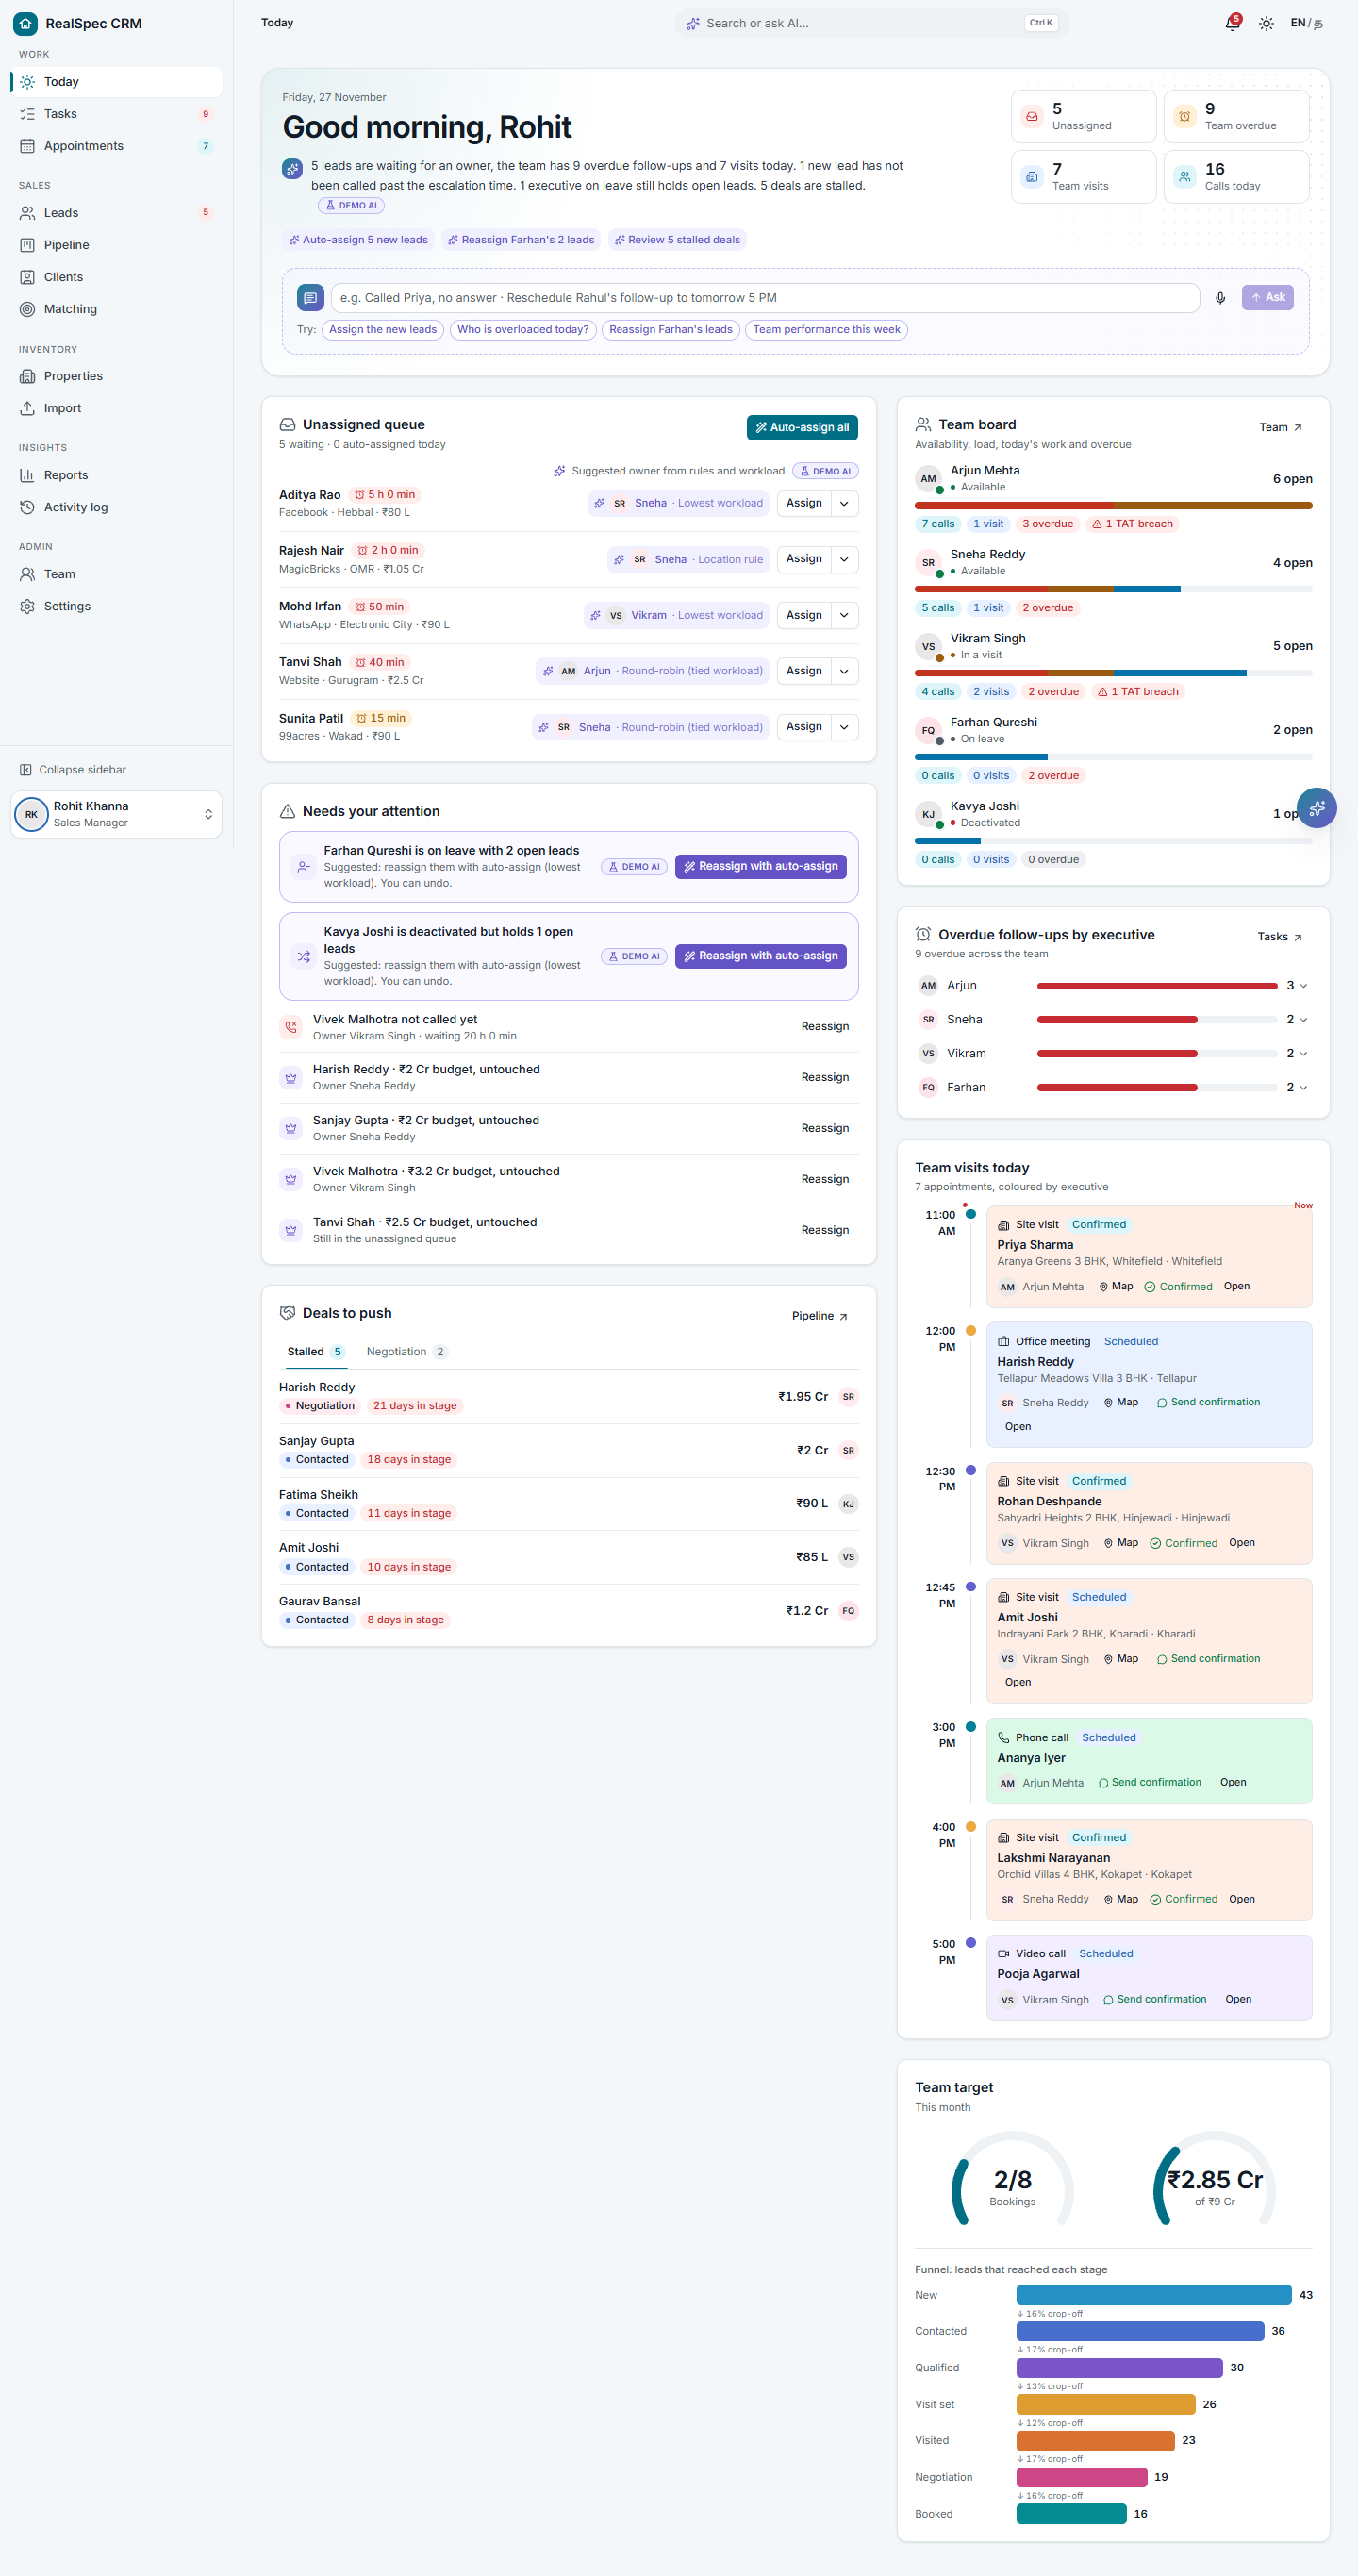 RealSpec CRM
WORK
Today
Tasks 9
Appointments 7
SALES
Leads 5
Pipeline
Clients
Matching
INVENTORY
Properties
Import
INSIGHTS
Reports
Activity log
ADMIN
Team
Settings
Collapse sidebar
RK Rohit Khanna
Sales Manager
Today
Search or ask AI... Ctrl K
5
EN / த
Friday, 27 November
Good morning, Rohit
5 leads are waiting for an owner, the team has 9 overdue follow-ups and 7 visits today. 1 new lead has not
been called past the escalation time. 1 executive on leave still holds open leads. 5 deals are stalled.
DEMO AI
5 Unassigned
9 Team overdue
7 Team visits
16 Calls today
Auto-assign 5 new leads Reassign Farhan's 2 leads Review 5 stalled deals
e.g. Called Priya, no answer · Reschedule Rahul's follow-up to tomorrow 5 PM Ask
Try: Assign the new leads Who is overloaded today? Reassign Farhan's leads Team performance this week
Unassigned queue Auto-assign all
5 waiting · 0 auto-assigned today
Suggested owner from rules and workload DEMO AI
Aditya Rao 5 h 0 min
Facebook · Hebbal · ₹80 L
SR Sneha · Lowest workload Assign
Rajesh Nair 2 h 0 min
MagicBricks · OMR · ₹1.05 Cr
SR Sneha · Location rule Assign
Mohd Irfan 50 min
WhatsApp · Electronic City · ₹90 L
VS Vikram · Lowest workload Assign
Tanvi Shah 40 min
Website · Gurugram · ₹2.5 Cr
AM Arjun · Round-robin (tied workload) Assign
Sunita Patil 15 min
99acres · Wakad · ₹90 L
SR Sneha · Round-robin (tied workload) Assign
Needs your attention
Farhan Qureshi is on leave with 2 open leads
Suggested: reassign them with auto-assign (lowest
workload). You can undo.
DEMO AI Reassign with auto-assign
Kavya Joshi is deactivated but holds 1 open
leads
Suggested: reassign them with auto-assign (lowest
workload). You can undo.
DEMO AI Reassign with auto-assign
Vivek Malhotra not called yet
Owner Vikram Singh · waiting 20 h 0 min
Reassign
Harish Reddy · ₹2 Cr budget, untouched
Owner Sneha Reddy
Reassign
Sanjay Gupta · ₹2 Cr budget, untouched
Owner Sneha Reddy
Reassign
Vivek Malhotra · ₹3.2 Cr budget, untouched
Owner Vikram Singh
Reassign
Tanvi Shah · ₹2.5 Cr budget, untouched
Still in the unassigned queue
Reassign
Deals to push Pipeline
Stalled 5 Negotiation 2
Harish Reddy
Negotiation 21 days in stage
₹1.95 Cr SR
Sanjay Gupta
Contacted 18 days in stage
₹2 Cr SR
Fatima Sheikh
Contacted 11 days in stage
₹90 L KJ
Amit Joshi
Contacted 10 days in stage
₹85 L VS
Gaurav Bansal
Contacted 8 days in stage
₹1.2 Cr FQ
Team board Team
Availability, load, today's work and overdue
AM Arjun Mehta
Available
6 open
7 calls 1 visit 3 overdue 1 TAT breach
SR Sneha Reddy
Available
4 open
5 calls 1 visit 2 overdue
VS Vikram Singh
In a visit
5 open
4 calls 2 visits 2 overdue 1 TAT breach
FQ Farhan Qureshi
On leave
2 open
0 calls 0 visits 2 overdue
KJ Kavya Joshi
Deactivated
1 op
0 calls 0 visits 0 overdue
Overdue follow-ups by executive Tasks
9 overdue across the team
AM Arjun 3
SR Sneha 2
VS Vikram 2
FQ Farhan 2
Team visits today
7 appointments, coloured by executive
Now
11:00
AM
Site visit Confirmed
Priya Sharma
Aranya Greens 3 BHK, Whitefield · Whitefield
AM Arjun Mehta Map Confirmed Open
12:00
PM
Office meeting Scheduled
Harish Reddy
Tellapur Meadows Villa 3 BHK · Tellapur
SR Sneha Reddy Map Send confirmation
Open
12:30
PM
Site visit Confirmed
Rohan Deshpande
Sahyadri Heights 2 BHK, Hinjewadi · Hinjewadi
VS Vikram Singh Map Confirmed Open
12:45
PM
Site visit Scheduled
Amit Joshi
Indrayani Park 2 BHK, Kharadi · Kharadi
VS Vikram Singh Map Send confirmation
Open
3:00
PM
Phone call Scheduled
Ananya Iyer
AM Arjun Mehta Send confirmation Open
4:00
PM
Site visit Confirmed
Lakshmi Narayanan
Orchid Villas 4 BHK, Kokapet · Kokapet
SR Sneha Reddy Map Confirmed Open
5:00
PM
Video call Scheduled
Pooja Agarwal
VS Vikram Singh Send confirmation Open
Team target
This month
2/8
Bookings
₹2.85 Cr
of ₹9 Cr
Funnel: leads that reached each stage
New 43
↓ 16% drop-off
Contacted 36
↓ 17% drop-off
Qualified 30
↓ 13% drop-off
Visit set 26
↓ 12% drop-off
Visited 23
↓ 17% drop-off
Negotiation 19
↓ 16% drop-off
Booked 16